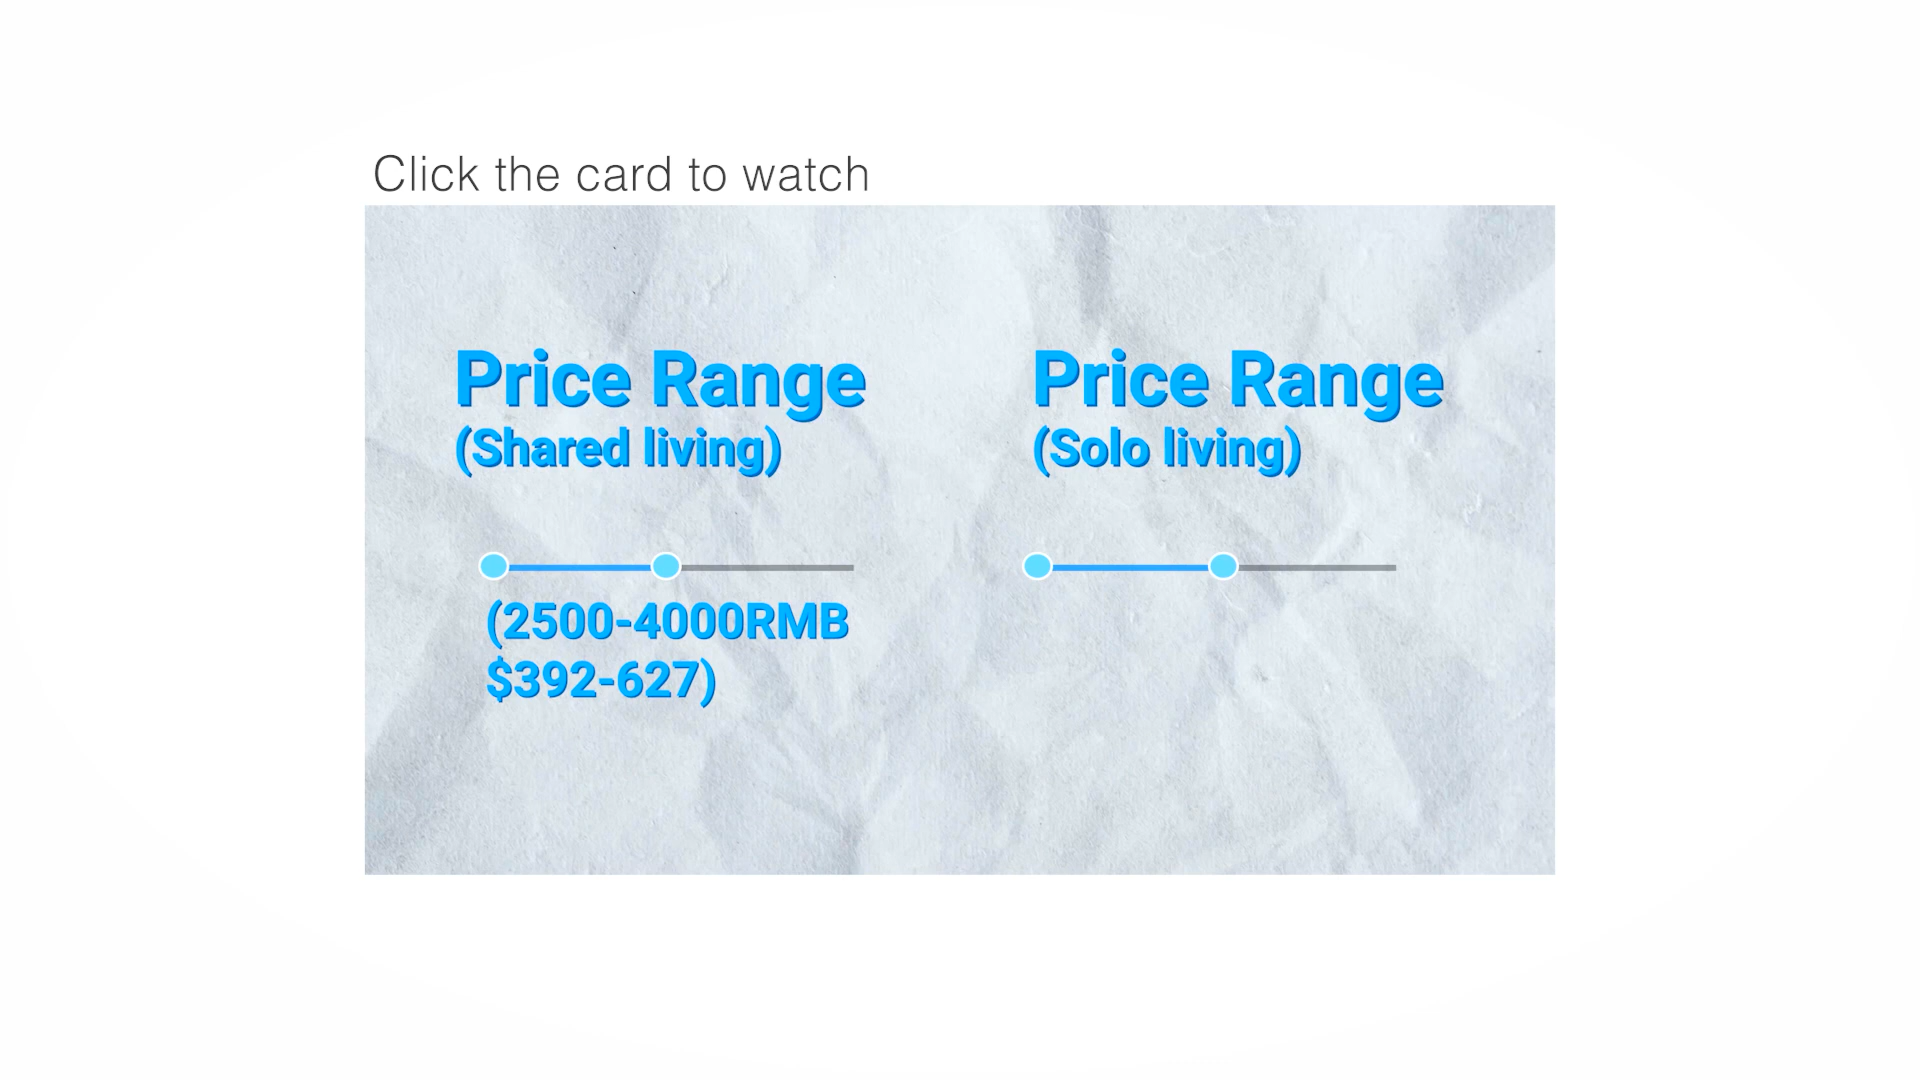 Click the card to watch
Price Range
(Shared living)
(2500-4000RMB
$392-627)
Price Range
(Solo living)